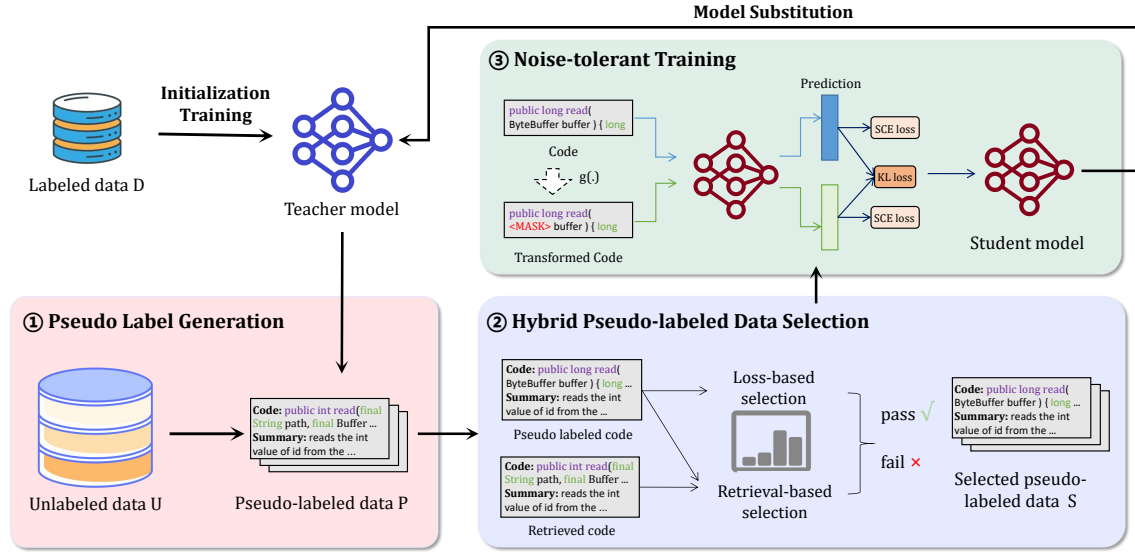 Model Substitution
Initialization
Training
Labeled data D
Teacher model
③ Noise-tolerant Training
public long read(
ByteBuffer buffer ) { long
Code
g(.)
public long read(
<MASK> buffer ) { long
Transformed Code
Prediction
SCE loss
KL loss
SCE loss
Student model
① Pseudo Label Generation
Unlabeled data U
Code: public int read(final
String path, final Buffer ...
Summary: reads the int
value of id from the ...
Pseudo-labeled data P
② Hybrid Pseudo-labeled Data Selection
Code: public long read(
ByteBuffer buffer ) { long ...
Summary: reads the int
value of id from the ...
Pseudo labeled code
Code: public int read(final
String path, final Buffer ...
Summary: reads the int
value of id from the ...
Retrieved code
Loss-based
selection
Retrieval-based
selection
pass √
fail ×
Code: public long read(
ByteBuffer buffer ) { long ...
Summary: reads the int
value of id from the ...
Selected pseudo-
labeled data S